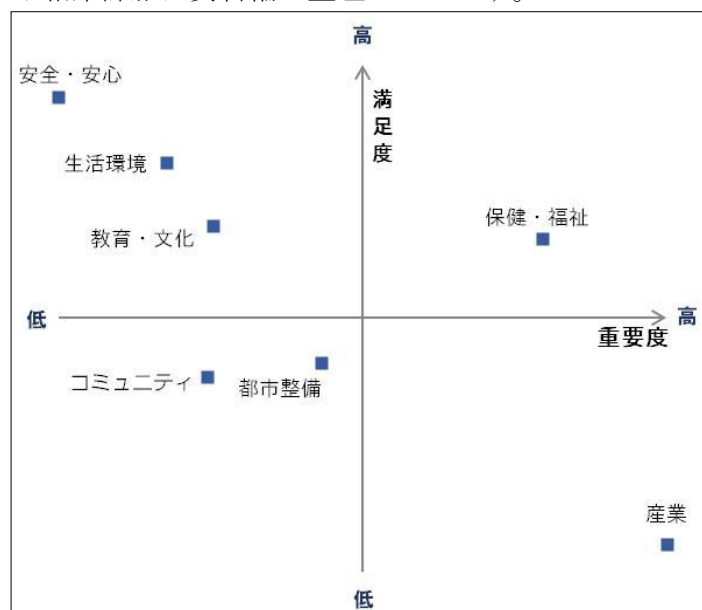 高
安全・安心
満足度
生活環境
保健・福祉
教育・文化
低
高
重要度
コミュニティ
都市整備
産業
低